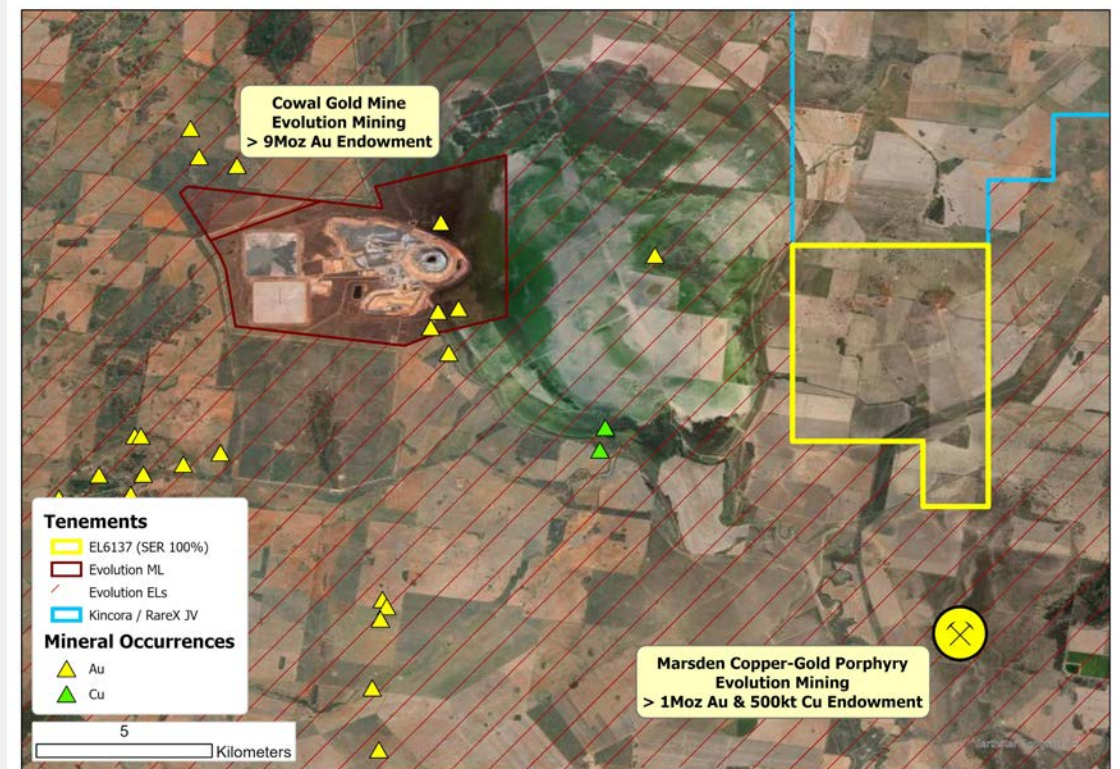 Cowal Gold Mine
Evolution Mining
> 9Moz Au Endowment
Tenements
EL6137 (SER 100%)
Evolution ML
Evolution ELs
Kincora / RareX JV
Mineral Occurrences
Au
Cu
5
Kilometers
Marsden Copper-Gold Porphyry
Evolution Mining
> 1Moz Au & 500kt Cu Endowment